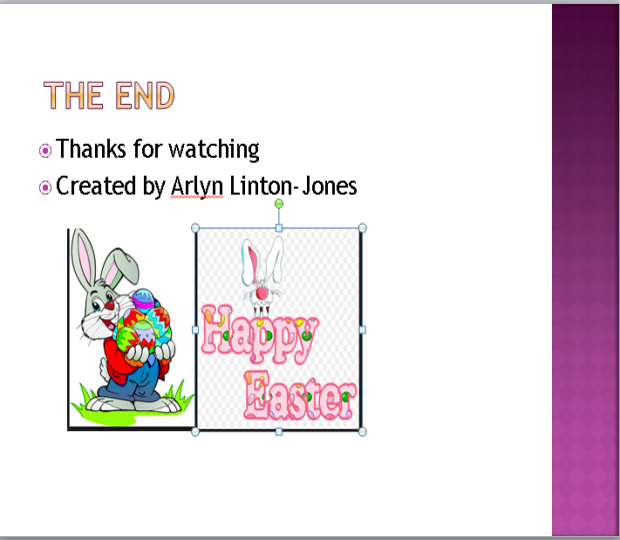 THE END
Thanks for watching
Created by Arlyn Linton-Jones
Happy
Easter